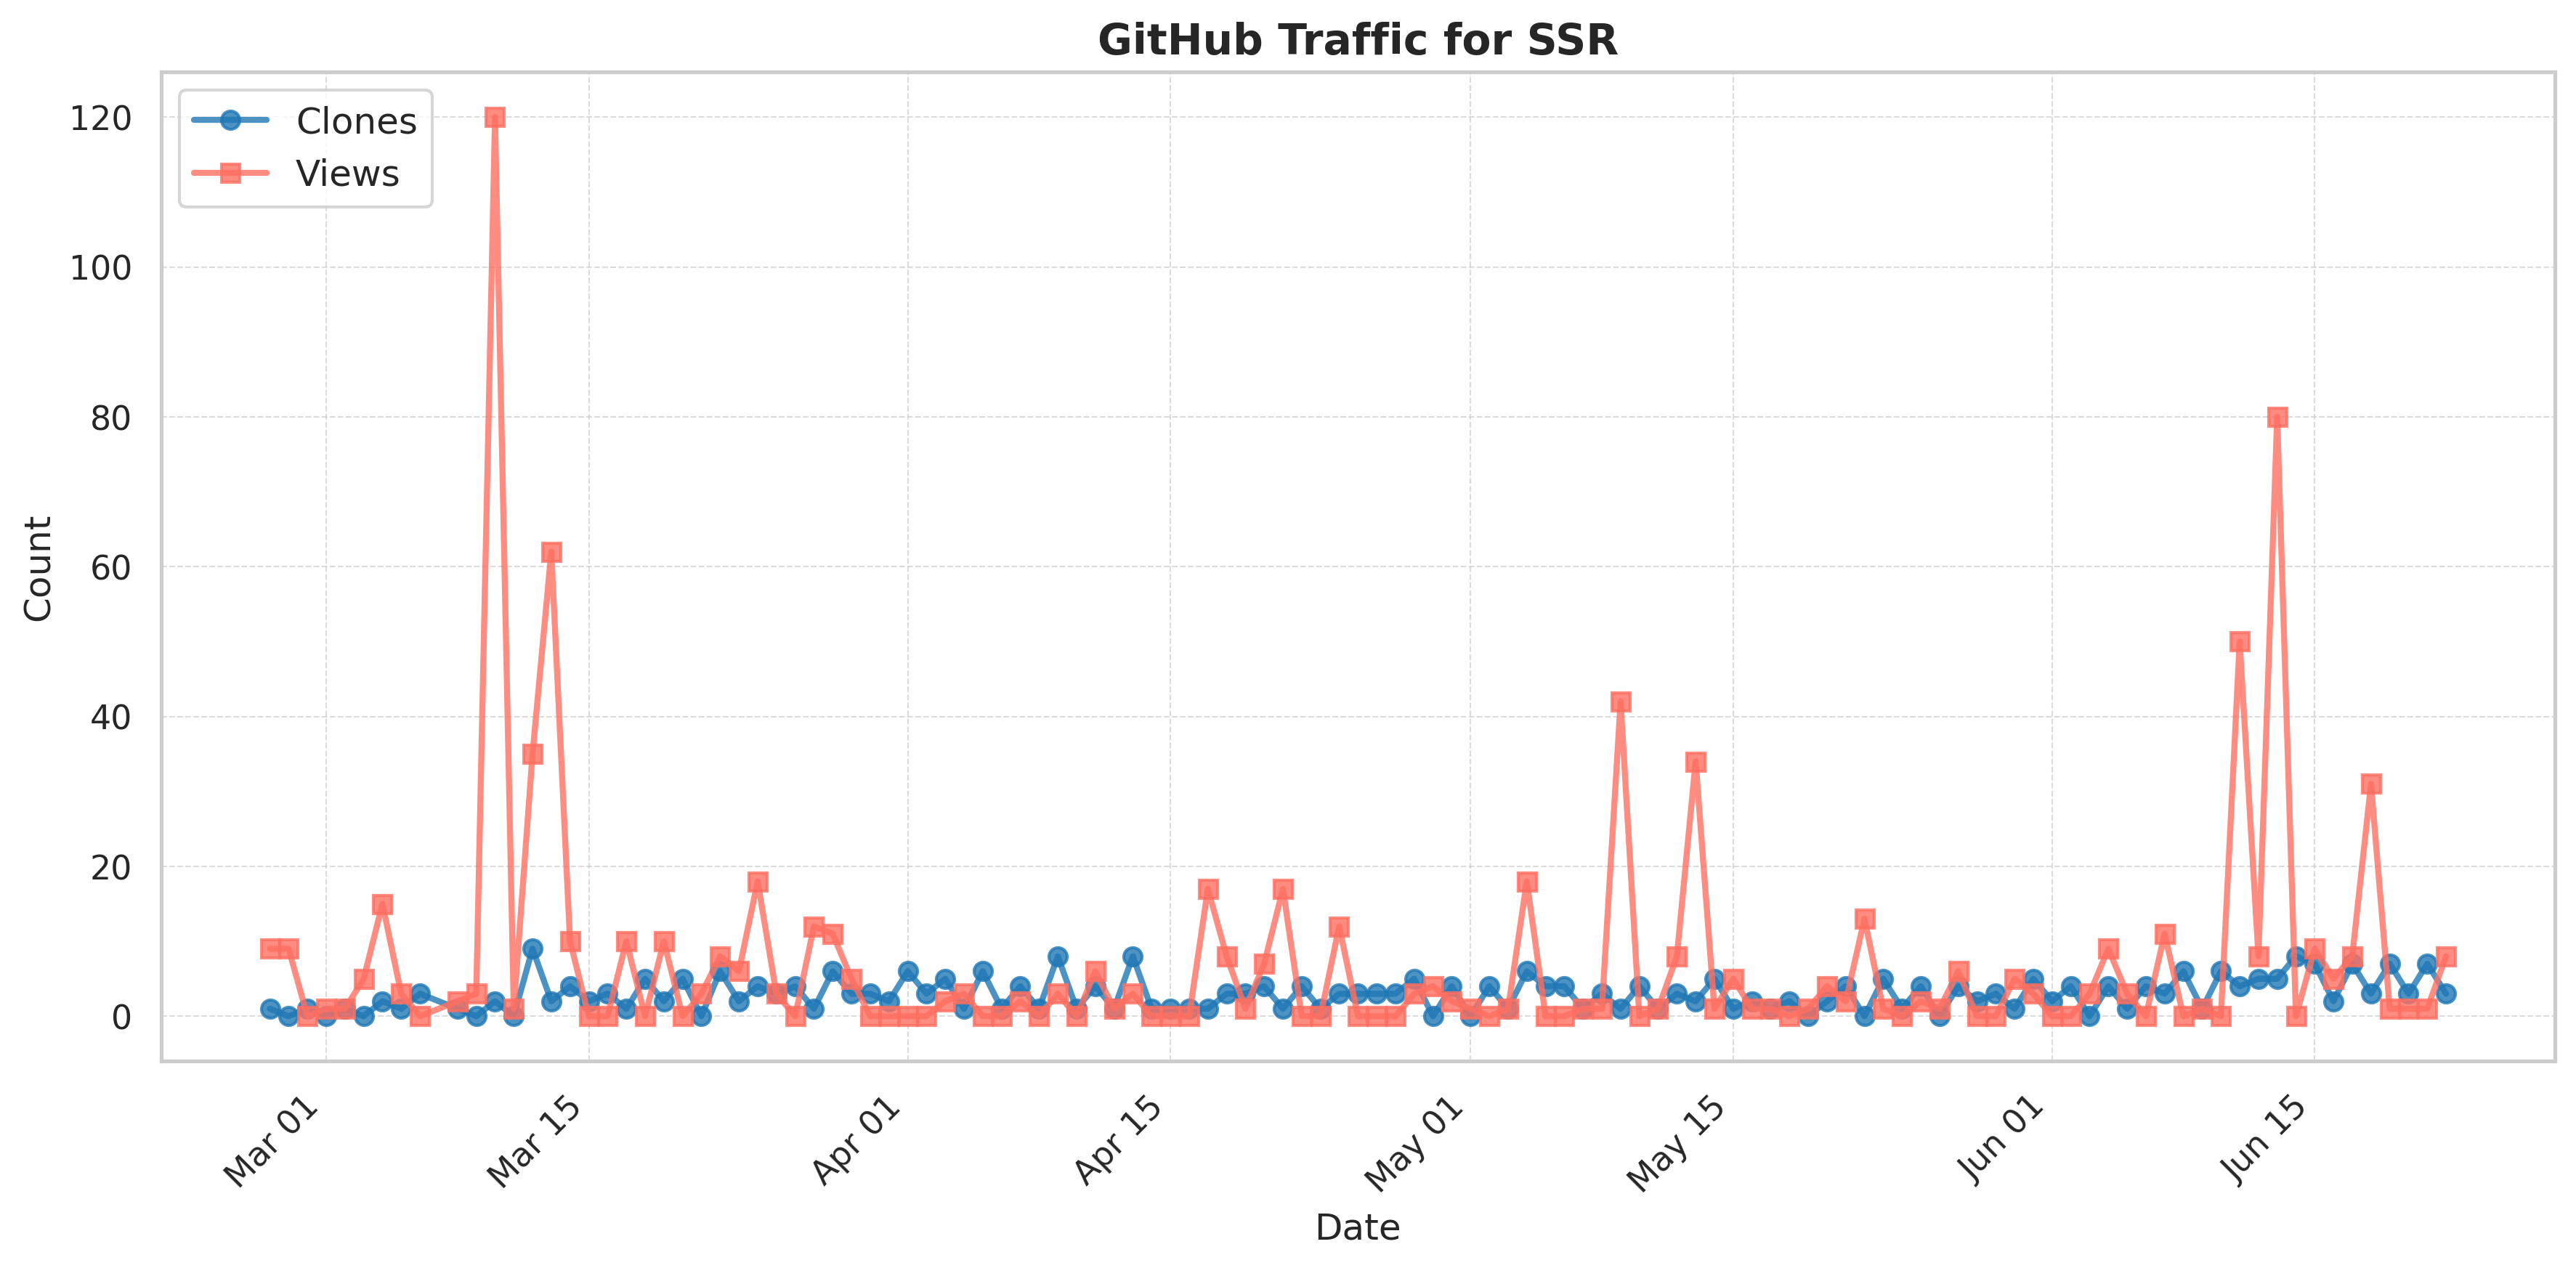 GitHub Traffic for SSR
Clones
Views
120
100
80
60
40
20
0
Count
Mar 01
Mar 15
Apr 01
Apr 15
May 01
May 15
Jun 01
Jun 15
Date